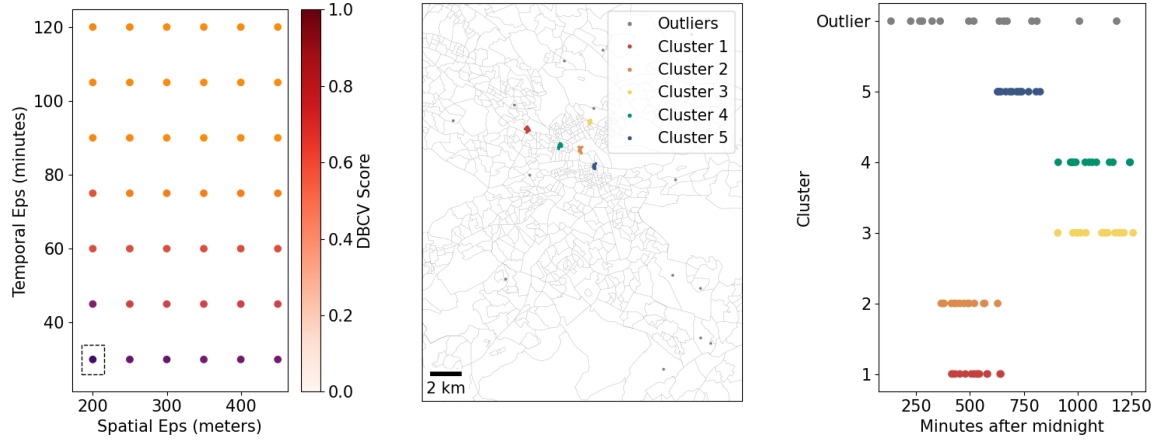 120
100
80
60
40
Temporal Eps (minutes)
200
300
400
Spatial Eps (meters)
1.0
0.8
0.6
0.4
0.2
0.0
DBCV Score
Outliers
Cluster 1
Cluster 2
Cluster 3
Cluster 4
Cluster 5
2 km
Outlier
5
4
3
2
1
Cluster
250
500
750
1000
1250
Minutes after midnight